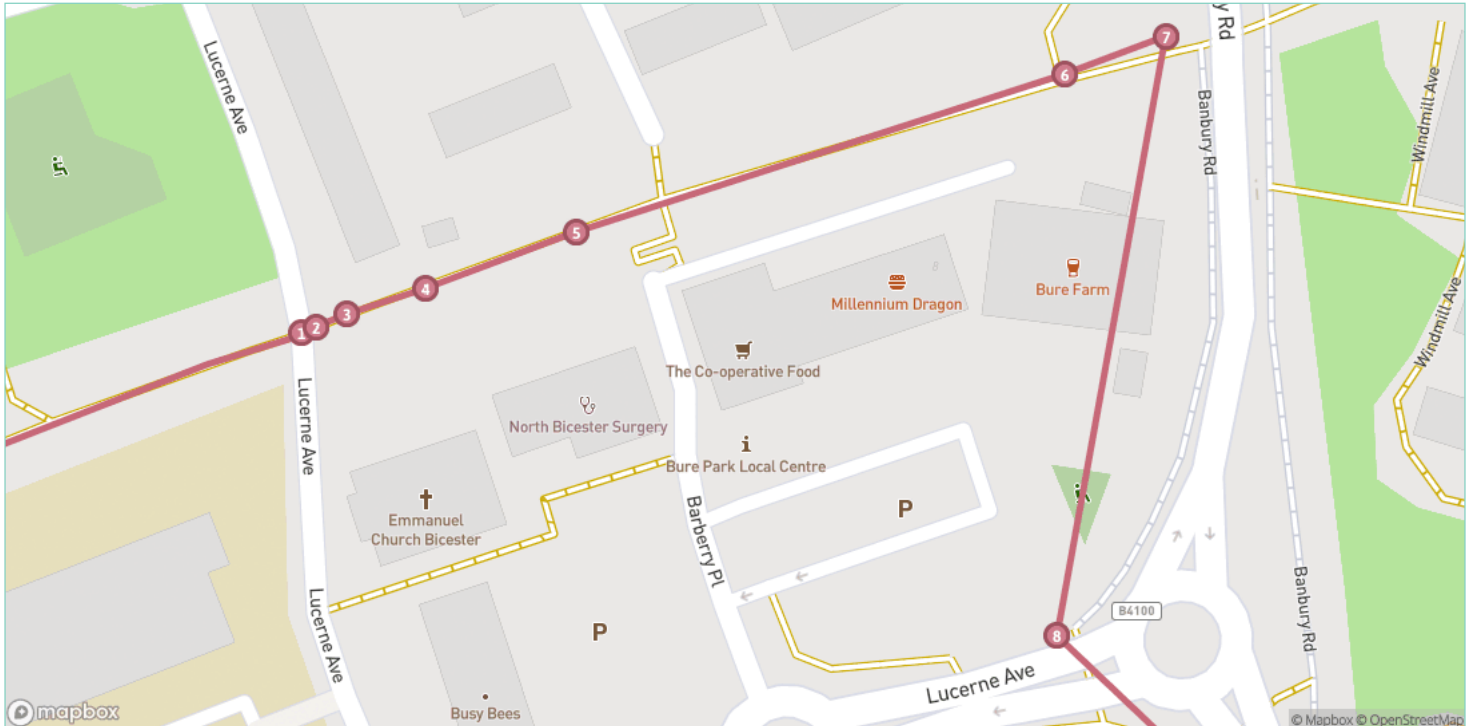 y Rd
Lucerne Ave
7
6
Banbury Rd
Windmill Ave
5
8
Millennium Dragon
Bure Farm
4
3
2
1
Windmill Ave
The Co-operative Food
North Bicester Surgery
Lucerne Ave
Bure Park Local Centre
Emmanuel
Church Bicester
P
Barberry Pl
Lucerne Ave
P
B4100
8
Banbury Rd
Lucerne Ave
Busy Bees
mapbox
© Mapbox © OpenStreetMap